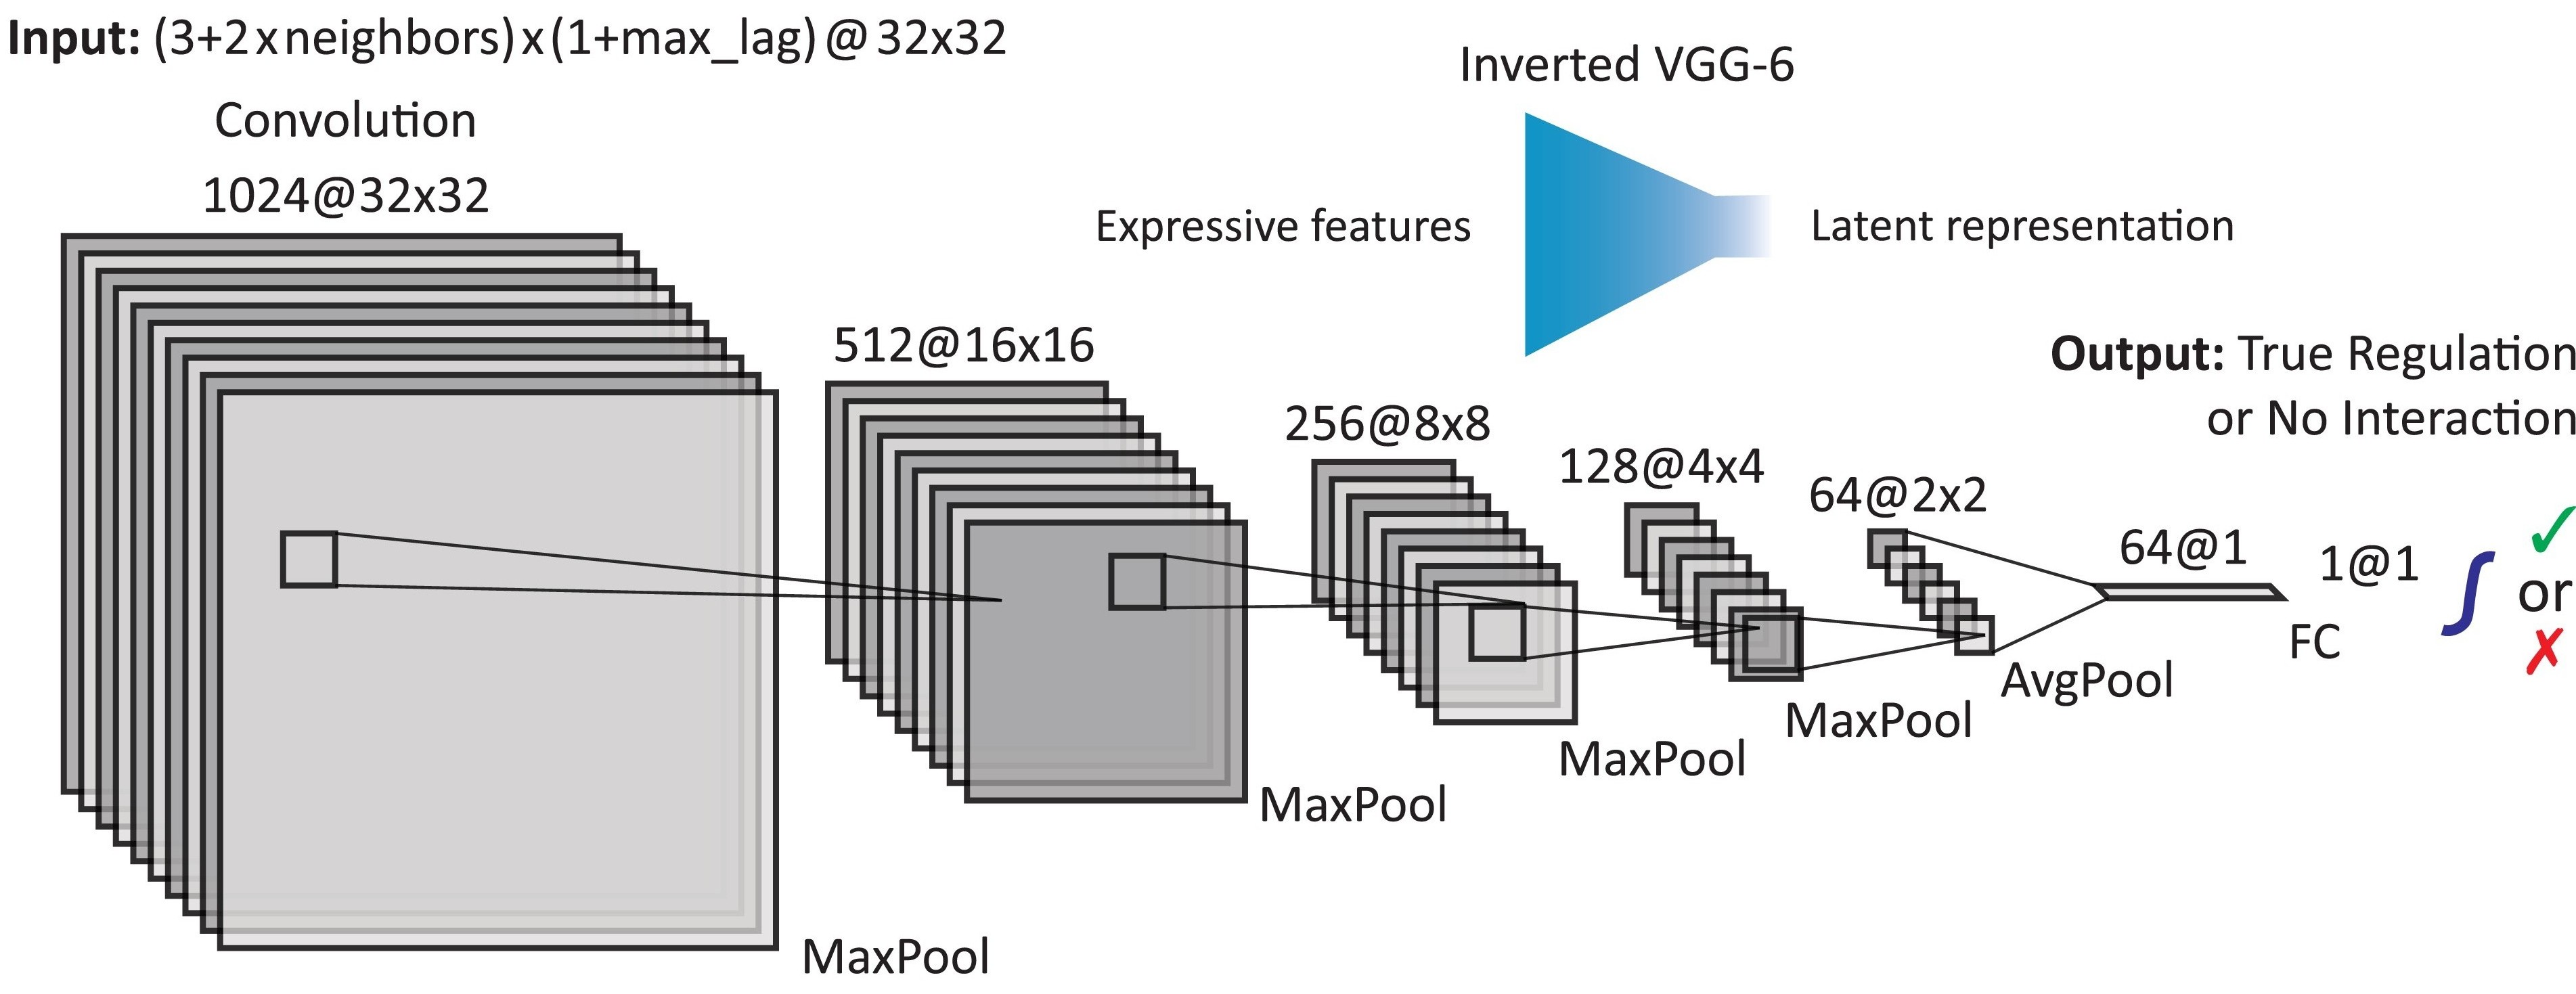 Input: (3+2xneighbors)x(1+max_lag)@32x32
Convolution
1024@32x32
Inverted VGG-6
Expressive features
Latent representation
512@16x16
256@8x8
128@4x4
64@2x2
64@1
1@1
Output: True Regulation
or No Interaction
or
FC
AvgPool
MaxPool
MaxPool
MaxPool
MaxPool